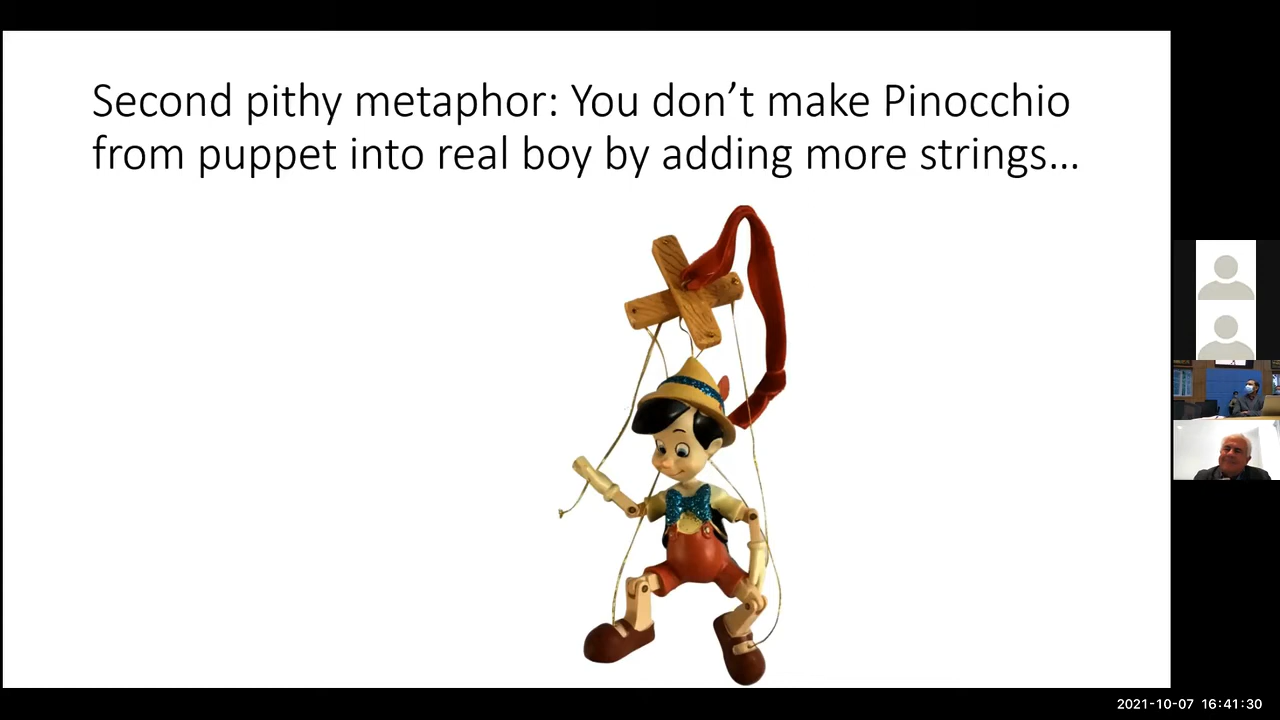 Second pithy metaphor: You don’t make Pinocchio
from puppet into real boy by adding more strings…
2021-10-07 16:41:30